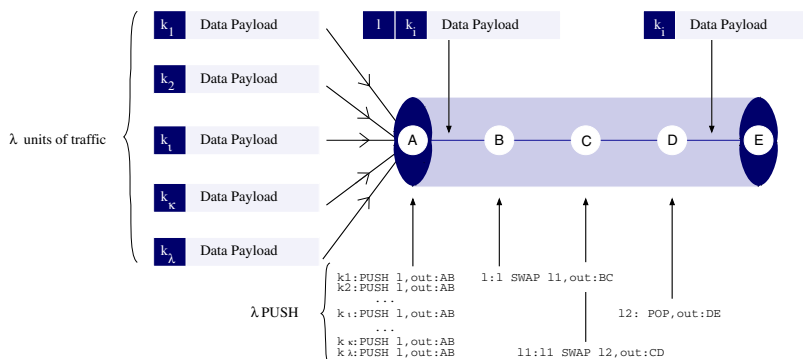 k1 Data Payload
l ki Data Payload
ki Data Payload
k2 Data Payload
λ units of traffic
kι Data Payload
A B C D E
kκ Data Payload
kλ Data Payload
λ PUSH
k1:PUSH l,out:AB
k2:PUSH l,out:AB
...
kι:PUSH l,out:AB
...
kκ:PUSH l,out:AB
kλ:PUSH l,out:AB
l:l SWAP l1,out:BC
l2: POP,out:DE
l1:l1 SWAP l2,out:CD